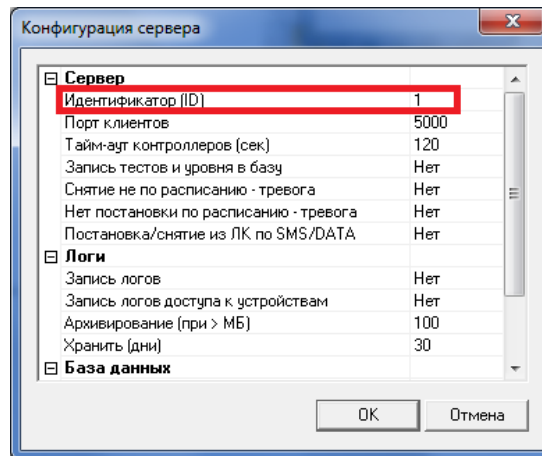 Конфигурация сервера
Сервер
Идентификатор (ID) 1
Порт клиентов 5000
Тайм-аут контроллеров (сек) 120
Запись тестов и уровня в базу Нет
Снятие не по расписанию - тревога Нет
Нет постановки по расписанию - тревога Нет
Постановка/снятие из ЛК по SMS/DATA Нет
Логи
Запись логов Нет
Запись логов доступа к устройствам Нет
Архивирование (при > МБ) 100
Хранить (дни) 30
База данных
OK Отмена